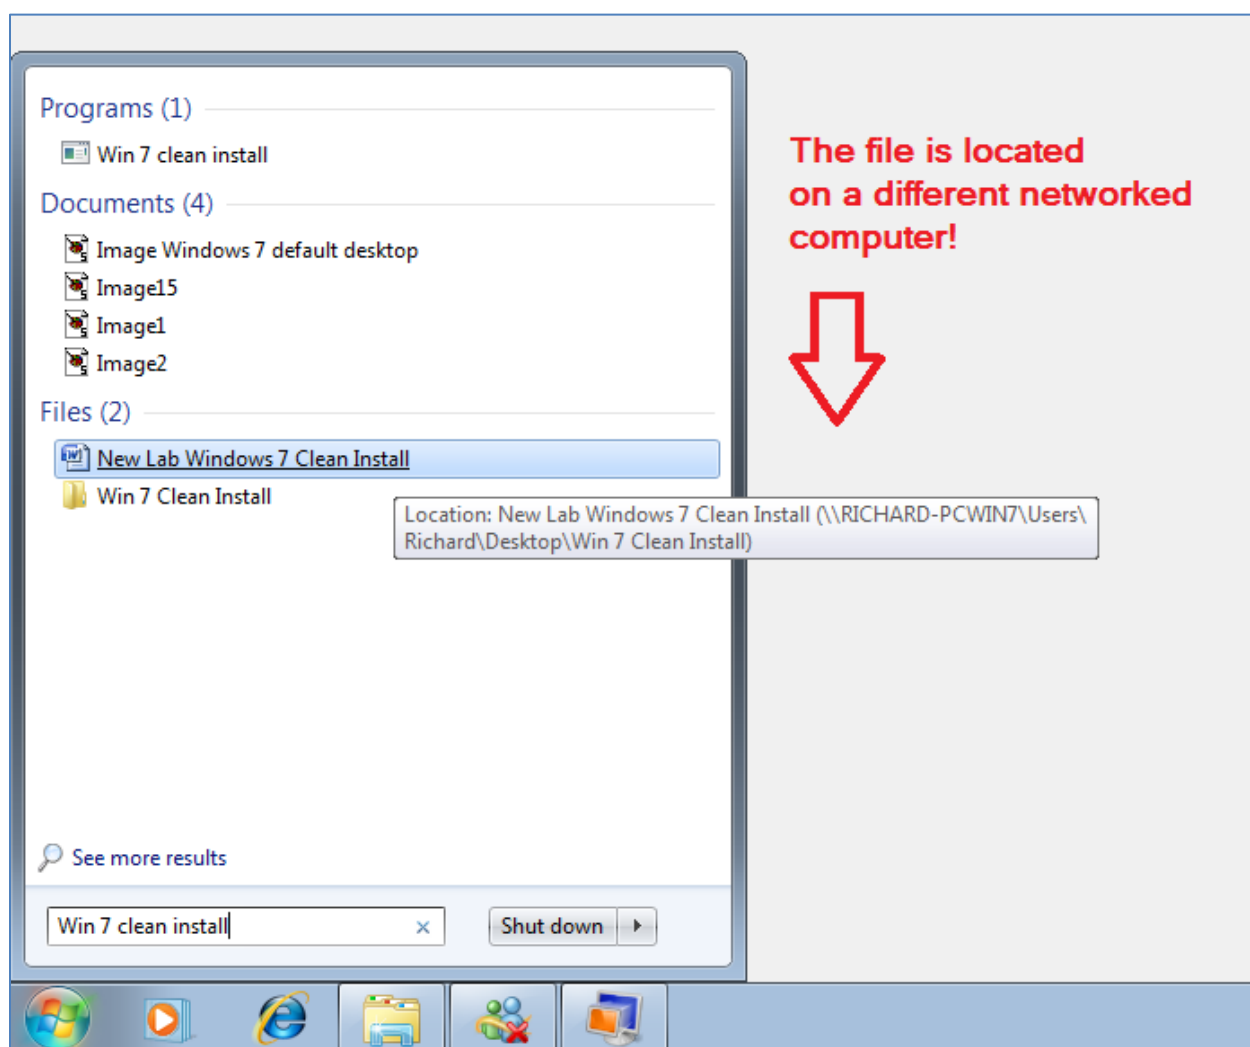 Programs (1)
Win 7 clean install
Documents (4)
Image Windows 7 default desktop
Image15
Image1
Image2
Files (2)
New Lab Windows 7 Clean Install
Win 7 Clean Install
Location: New Lab Windows 7 Clean Install (\\RICHARD-PCWIN7\Users\
Richard\Desktop\Win 7 Clean Install)
See more results
Win 7 clean install
Shut down
The file is located
on a different networked
computer!